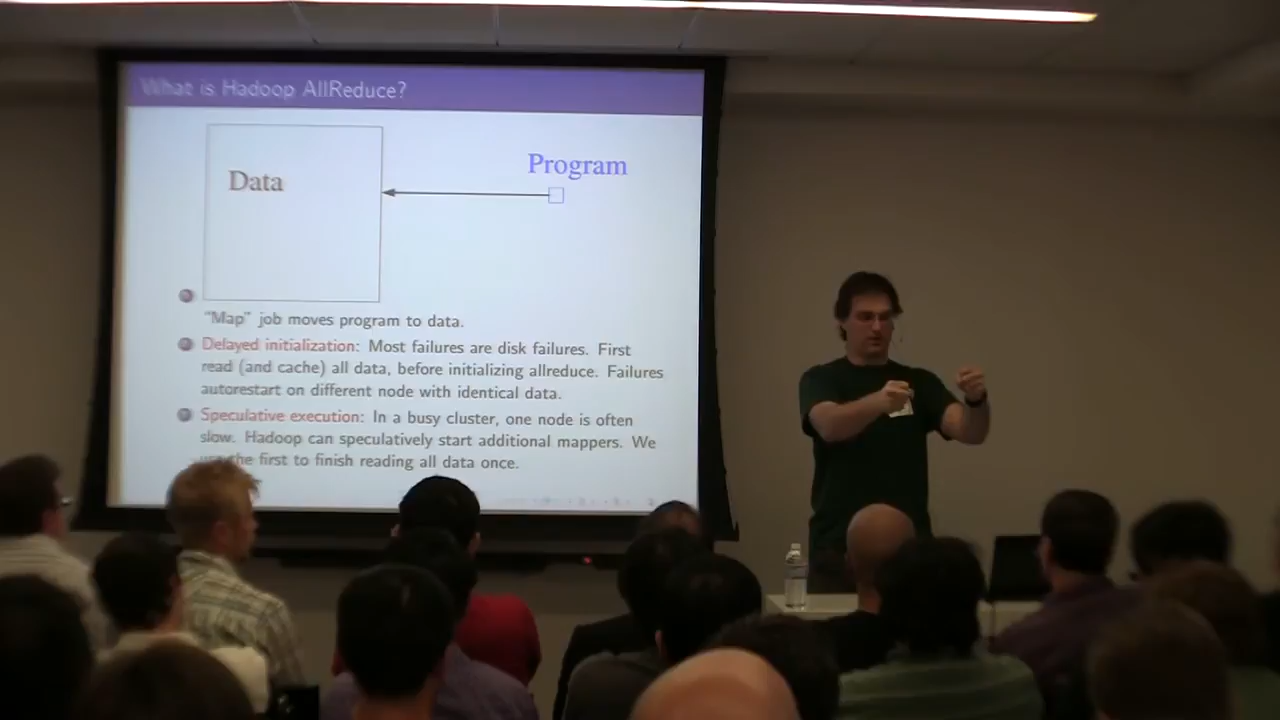 What is Hadoop AllReduce?
Program
Data
“Map” job moves program to data.
Delayed initialization: Most failures are disk failures. First
read (and cache) all data, before initializing allreduce. Failures
autorestart on different node with identical data.
Speculative execution: In a busy cluster, one node is often
slow. Hadoop can speculatively start additional mappers. We
use the first to finish reading all data once.